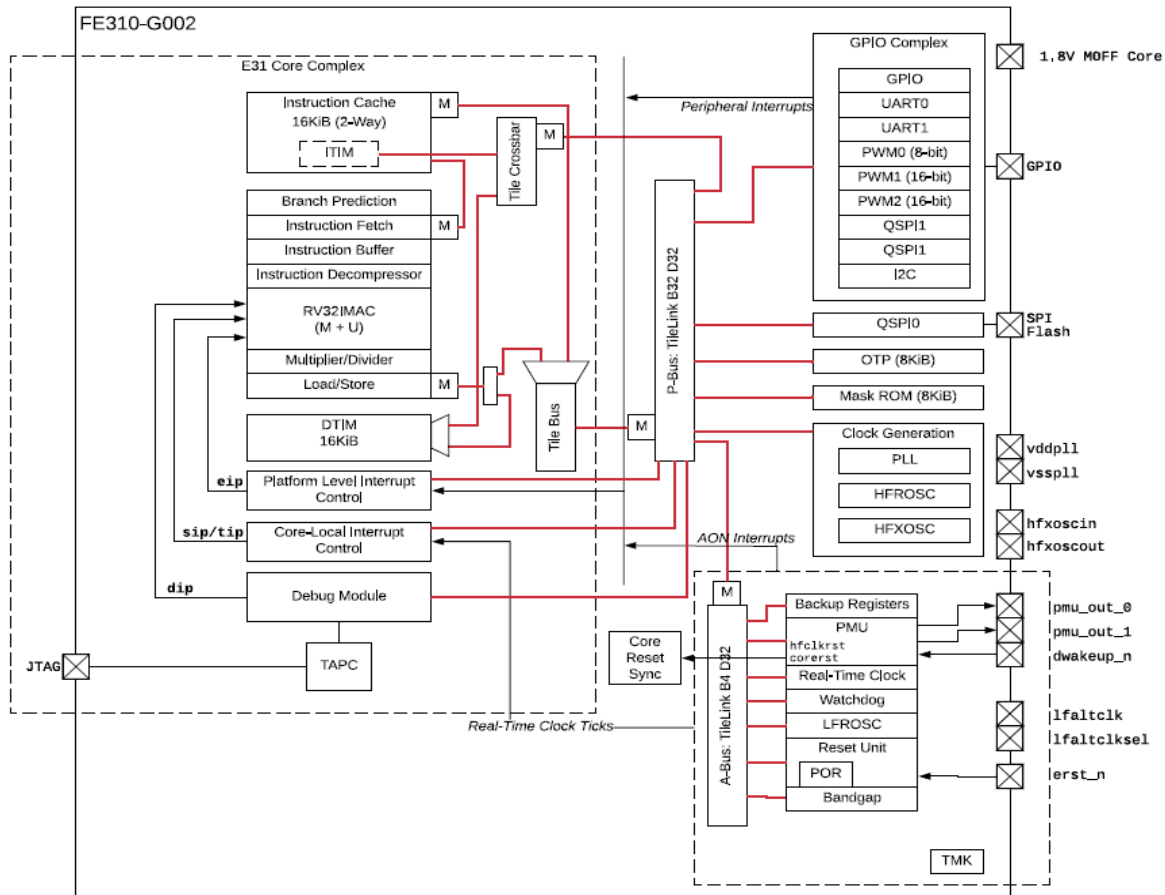 FE310-G002
E31 Core Complex
Instruction Cache
16KiB (2-Way)
M
ITIM
Tile Crossbar
M
Branch Prediction
Instruction Fetch
M
Instruction Buffer
Instruction Decompressor
RV32IMAC
(M + U)
Multiplier/Divider
Load/Store
M
DTIM
16KiB
Tile Bus
M
eip
Platform Level Interrupt
Control
sip/tip
Core-Local Interrupt
Control
dip
Debug Module
JTAG
TAPC
Peripheral Interrupts
P-Bus: TileLink B32 D32
GPIO Complex
GPIO
UART0
UART1
PWM0 (8-bit)
PWM1 (16-bit)
PWM2 (16-bit)
QSPI1
QSPI1
I2C
1,8V MOFF Core
GPIO
QSPI0
SPI
Flash
OTP (8KiB)
Mask ROM (8KiB)
Clock Generation
PLL
HFROSC
HFXOSC
vddpll
vsspll
hfxoscin
hfxoscout
AON Interrupts
M
A-Bus: TileLink B4 D32
Core
Reset
Sync
Real-Time Clock Ticks
Backup Registers
PMU
hfclkrst
corerst
Real-Time Clock
Watchdog
LFROSC
Reset Unit
POR
Bandgap
TMK
pmu_out_0
pmu_out_1
dwakeup_n
lfaltclk
lfaltclksel
erst_n